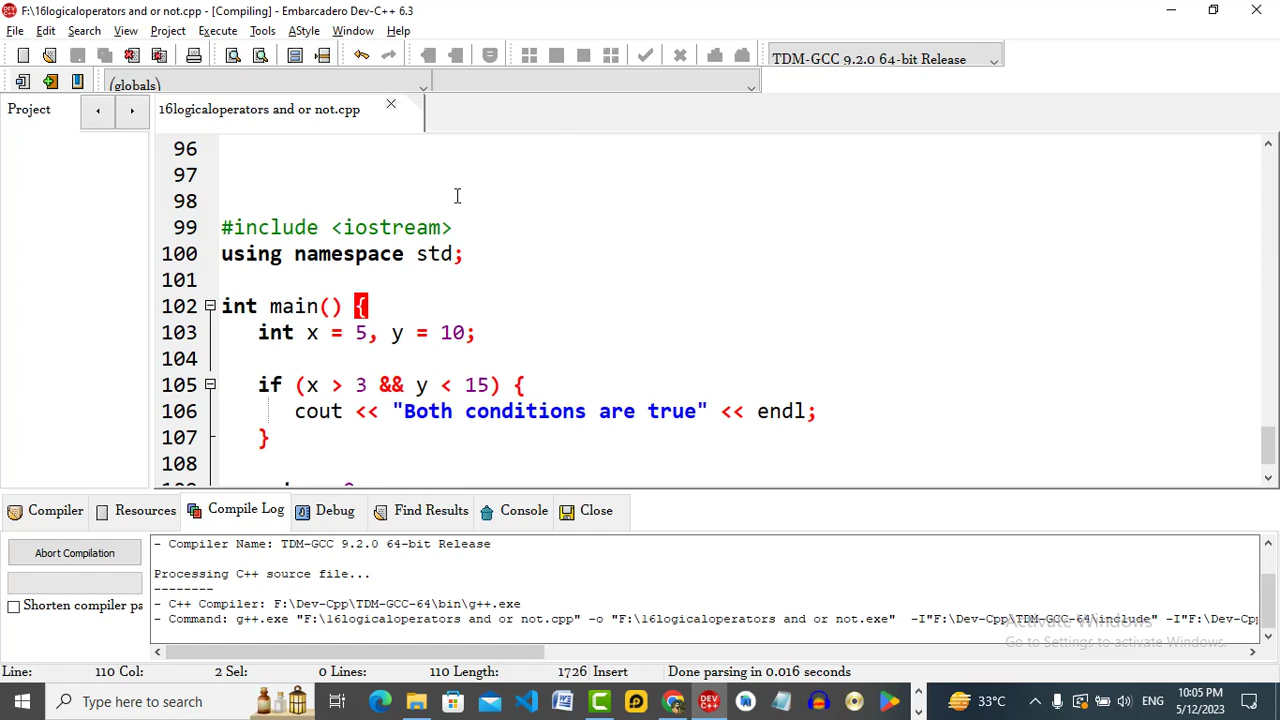 F:\16logicaloperators and or not.cpp - [Compiling] - Embarcadero Dev-C++ 6.3
File Edit Search View Project Execute Tools AStyle Window Help
TDM-GCC 9.2.0 64-bit Release
(globals)
Project
16logicaloperators and or not.cpp
96
97
98
99 #include <iostream>
100 using namespace std;
101
102 int main() {
103 int x = 5, y = 10;
104
105 if (x > 3 && y < 15) {
106 cout << "Both conditions are true" << endl;
107 }
108
Compiler Resources Compile Log Debug Find Results Console Close
Abort Compilation
Shorten compiler pa
- Compiler Name: TDM-GCC 9.2.0 64-bit Release
Processing C++ source file...
--------
- C++ Compiler: F:\Dev-Cpp\TDM-GCC-64\bin\g++.exe
- Command: g++.exe "F:\16logicaloperators and or not.cpp" -o "F:\16logicaloperators and or not.exe" -I"F:\Dev-Cpp\TDM-GCC-64\include" -I"F:\Dev-Cpp
Activate Windows
Go to Settings to activate Windows.
Line: 110 Col: 2 Sel: 0 Lines: 110 Length: 1726 Insert Done parsing in 0.016 seconds
Type here to search
33°C
ENG
10:05 PM
5/12/2023